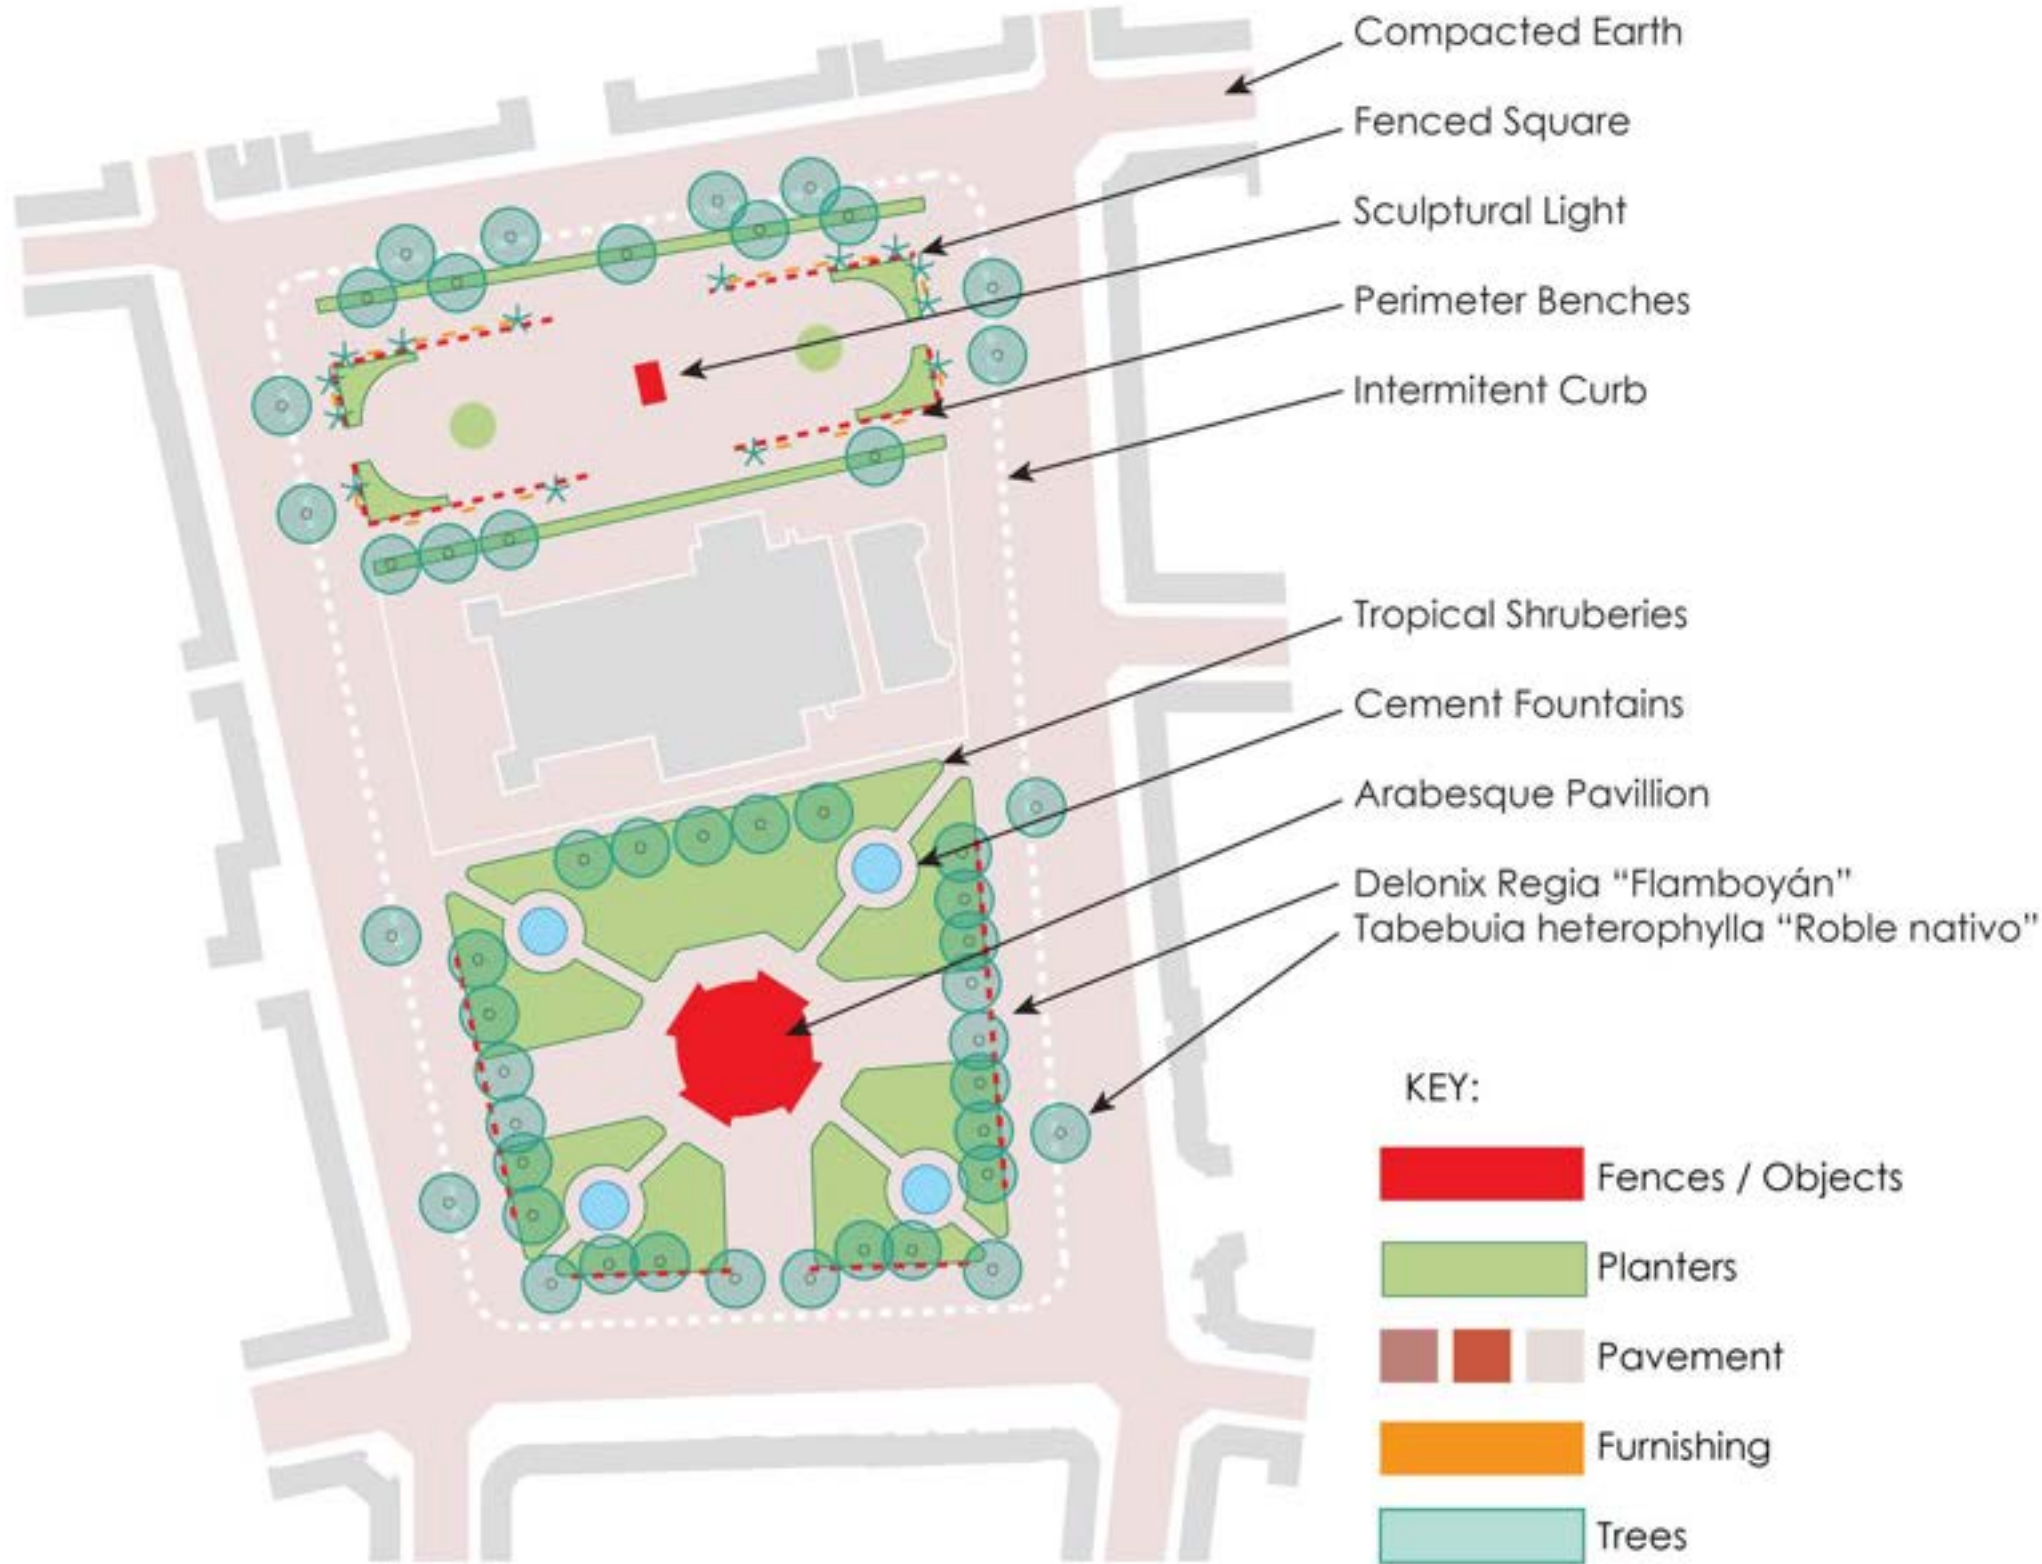 Compacted Earth
Fenced Square
Sculptural Light
Perimeter Benches
Intermitent Curb
Tropical Shruberies
Cement Fountains
Arabesque Pavillion
Delonix Regia “Flamboyán”
Tabebuia heterophylla “Roble nativo”
KEY:
Fences / Objects
Planters
Pavement
Furnishing
Trees